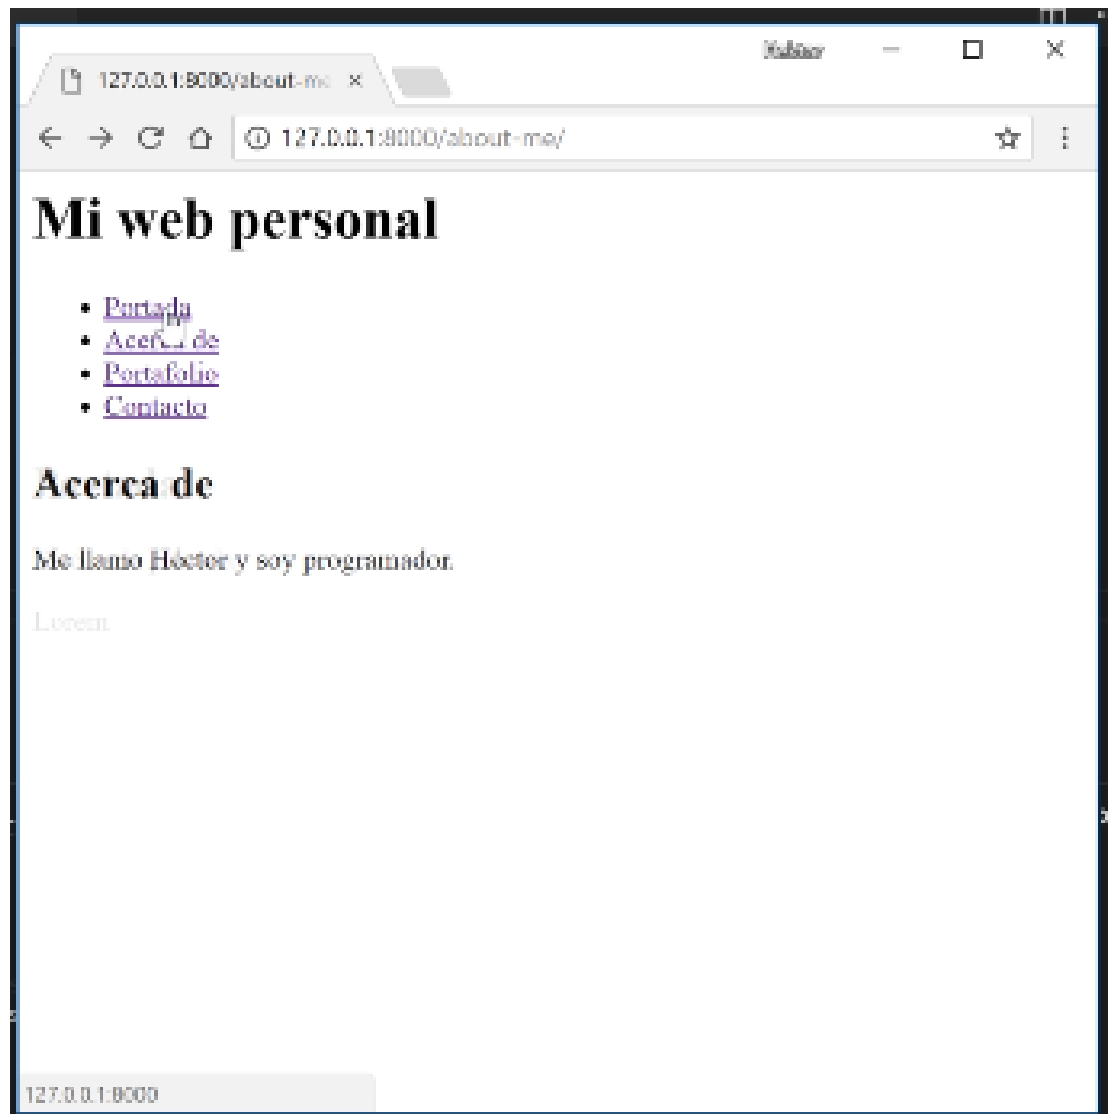 127.0.0.1:8000/about-me
127.0.0.1:8000/about-me/
Mi web personal
Portada
Acerca de
Portafolio
Contacto
Acerca de
Me llamo Héctor y soy programador.
Lorem
127.0.0.1:8000